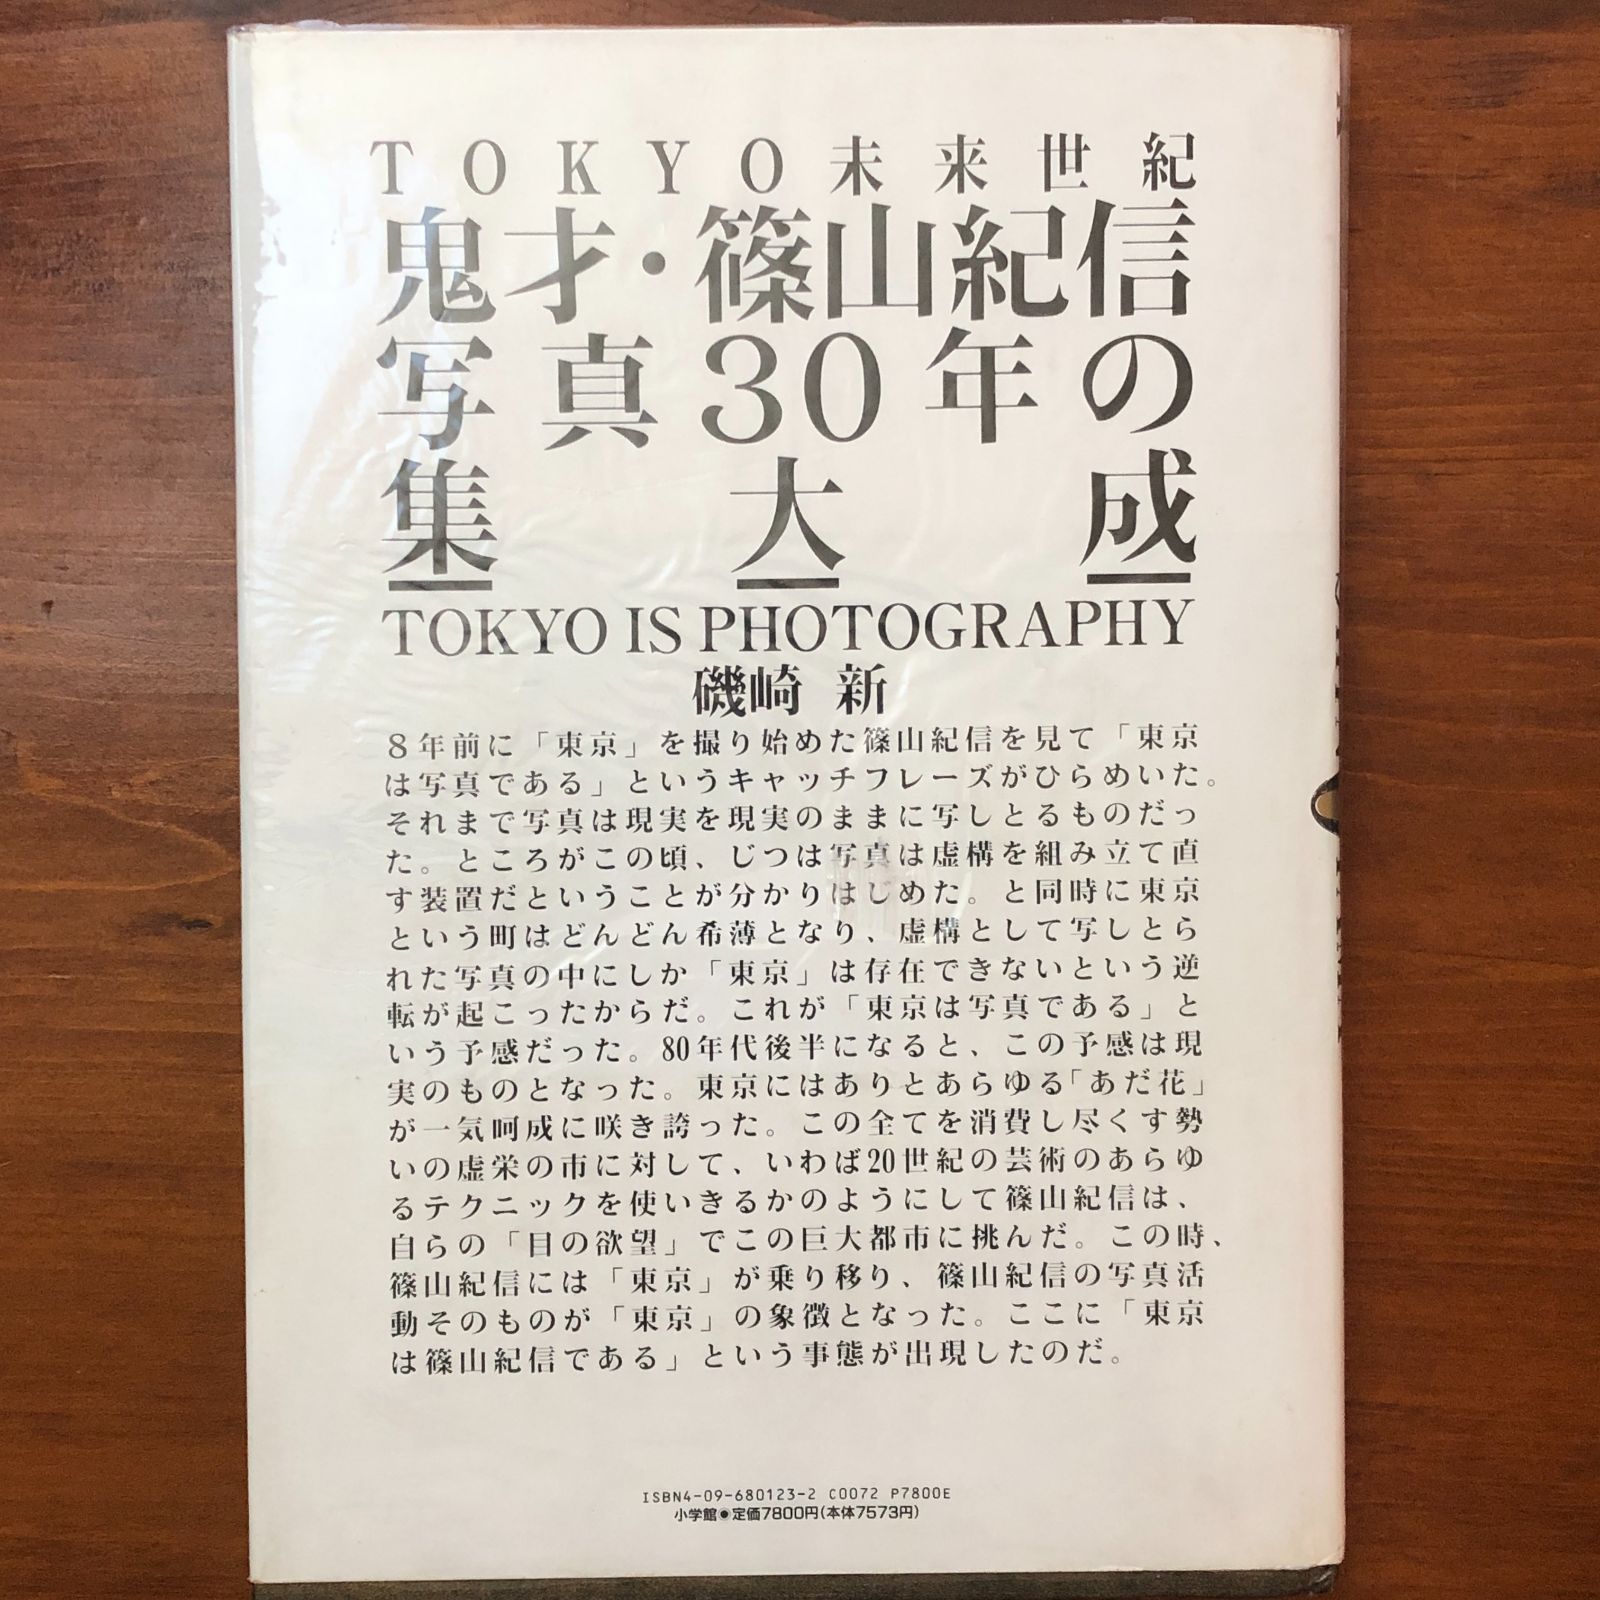 TOKYO未来世紀
鬼才・篠山紀信
写真30年の
集大成
TOKYO IS PHOTOGRAPHY
磯崎 新
8年前に「東京」を撮り始めた篠山紀信を見て「東京
は写真である」というキャッチフレーズがひらめいた。
それまで写真は現実を現実のままに写しとるものだっ
た。ところがこの頃、じつは写真は虚構を組み立て直
す装置だということが分かりはじめた。と同時に東京
という町はどんどん希薄となり、虚構として写しとら
れた写真の中にしか「東京」は存在できないという逆
転が起こったからだ。これが「東京は写真である」と
いう予感だった。80年代後半になると、この予感は現
実のものとなった。東京にはありとあらゆる「あだ花」
が一気呵成に咲き誇った。この全てを消費し尽くす勢
いの虚栄の市に対して、いわば20世紀の芸術のあらゆ
るテクニックを使いきるかのようにして篠山紀信は、
自らの「目の欲望」でこの巨大都市に挑んだ。この時、
篠山紀信には「東京」が乗り移り、篠山紀信の写真活
動そのものが「東京」の象徴となった。ここに「東京
は篠山紀信である」という事態が出現したのだ。
ISBN4-09-680123-2 C0072 P7800E
小学館◉定価7800円(本体7573円)